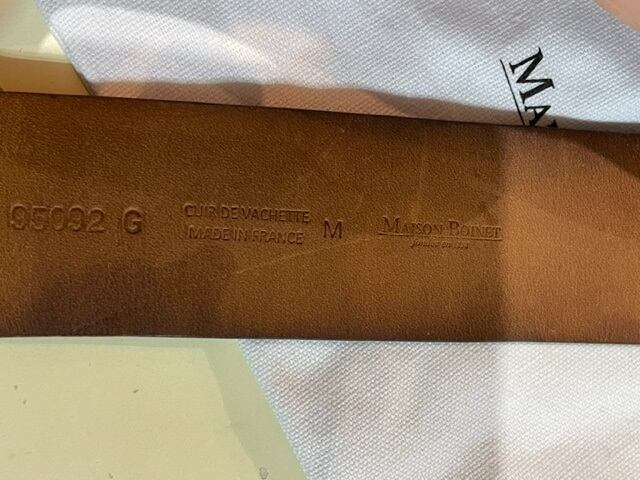 95092 G
CUIR DE VACHETTE
MADE IN FRANCE
M
MAISON BOINET
MA